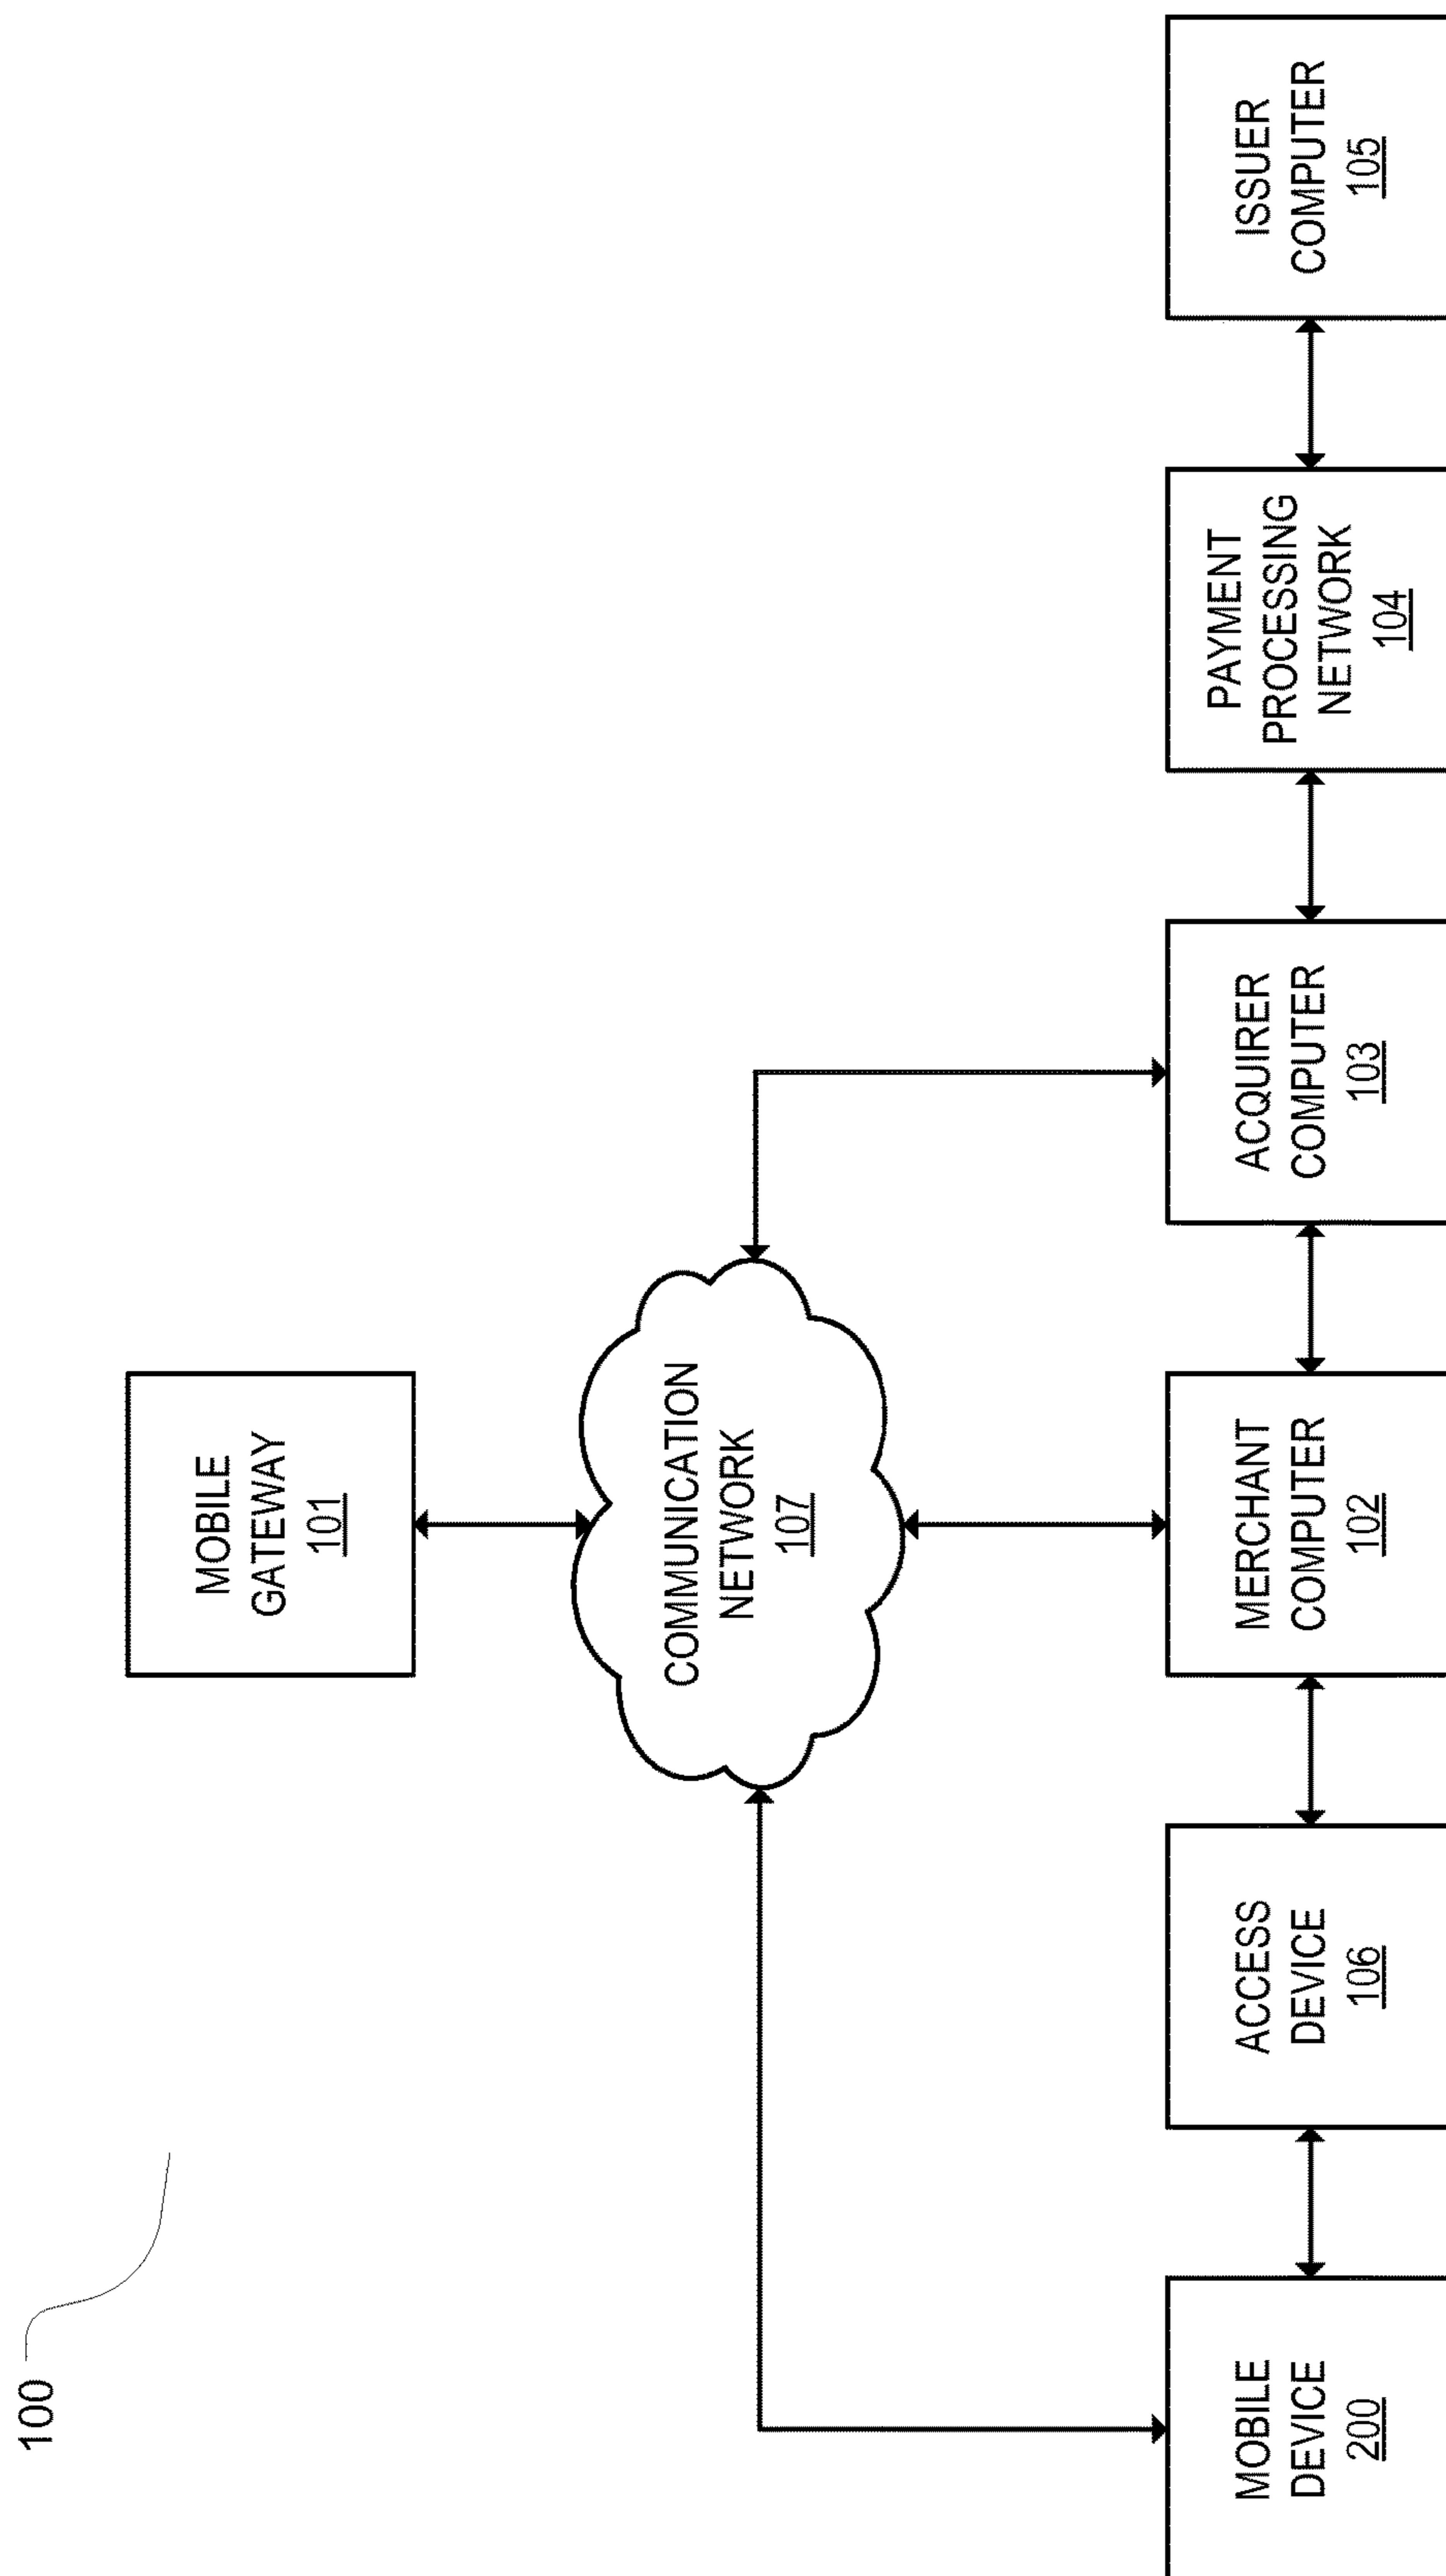 100
MOBILE
GATEWAY
101
COMMUNICATION
NETWORK
107
MOBILE
DEVICE
200
ACCESS
DEVICE
106
MERCHANT
COMPUTER
102
ACQUIRER
COMPUTER
103
PAYMENT
PROCESSING
NETWORK
104
ISSUER
COMPUTER
105